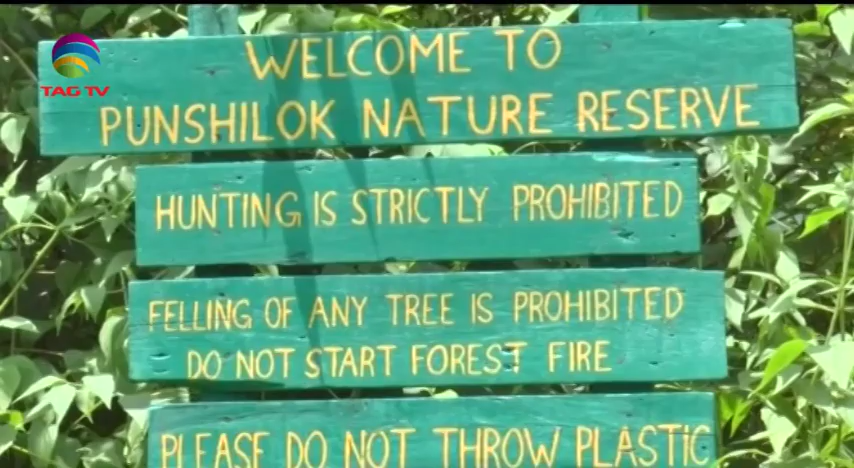 TAG TV
WELCOME TO
PUNSHILOK NATURE RESERVE
HUNTING IS STRICTLY PROHIBITED
FELLING OF ANY TREE IS PROHIBITED
DO NOT START FOREST FIRE
PLEASE DO NOT THROW PLASTIC